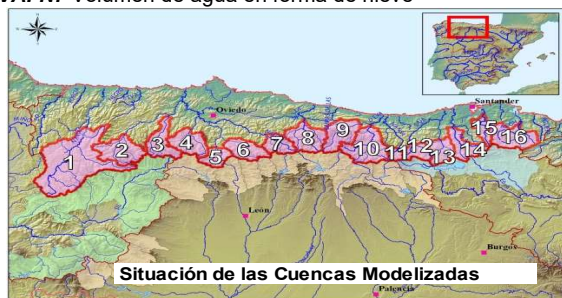 VAFN: Volumen de agua en forma de nieve
Oviedo
Santander
1 2 3 4 5 6 7 8 9 10 11 12 13 14 15 16
León
Burgos
Situación de las Cuencas Modelizadas
Palencia